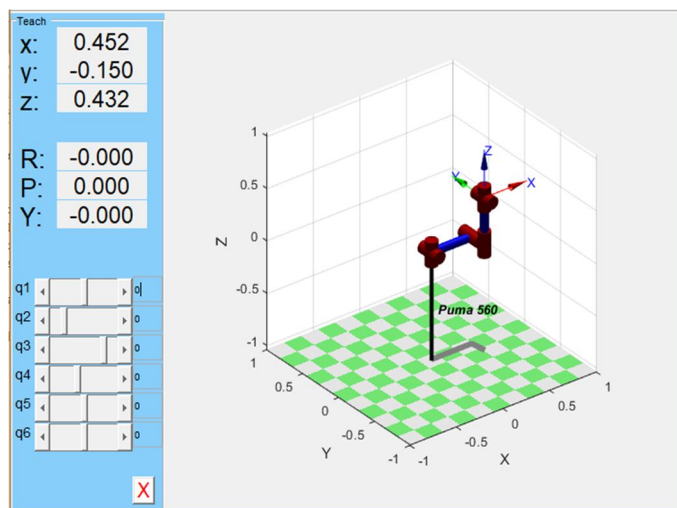 Teach
x: 0.452
y: -0.150
z: 0.432
R: -0.000
P: 0.000
Y: -0.000
q1 0
q2 0
q3 0
q4 0
q5 0
q6 0
X
1
0.5
0
-0.5
-1
Z
Z
Y
X
Puma 560
1
0.5
0
-0.5
-1
Y
-1
-0.5
0
0.5
1
X